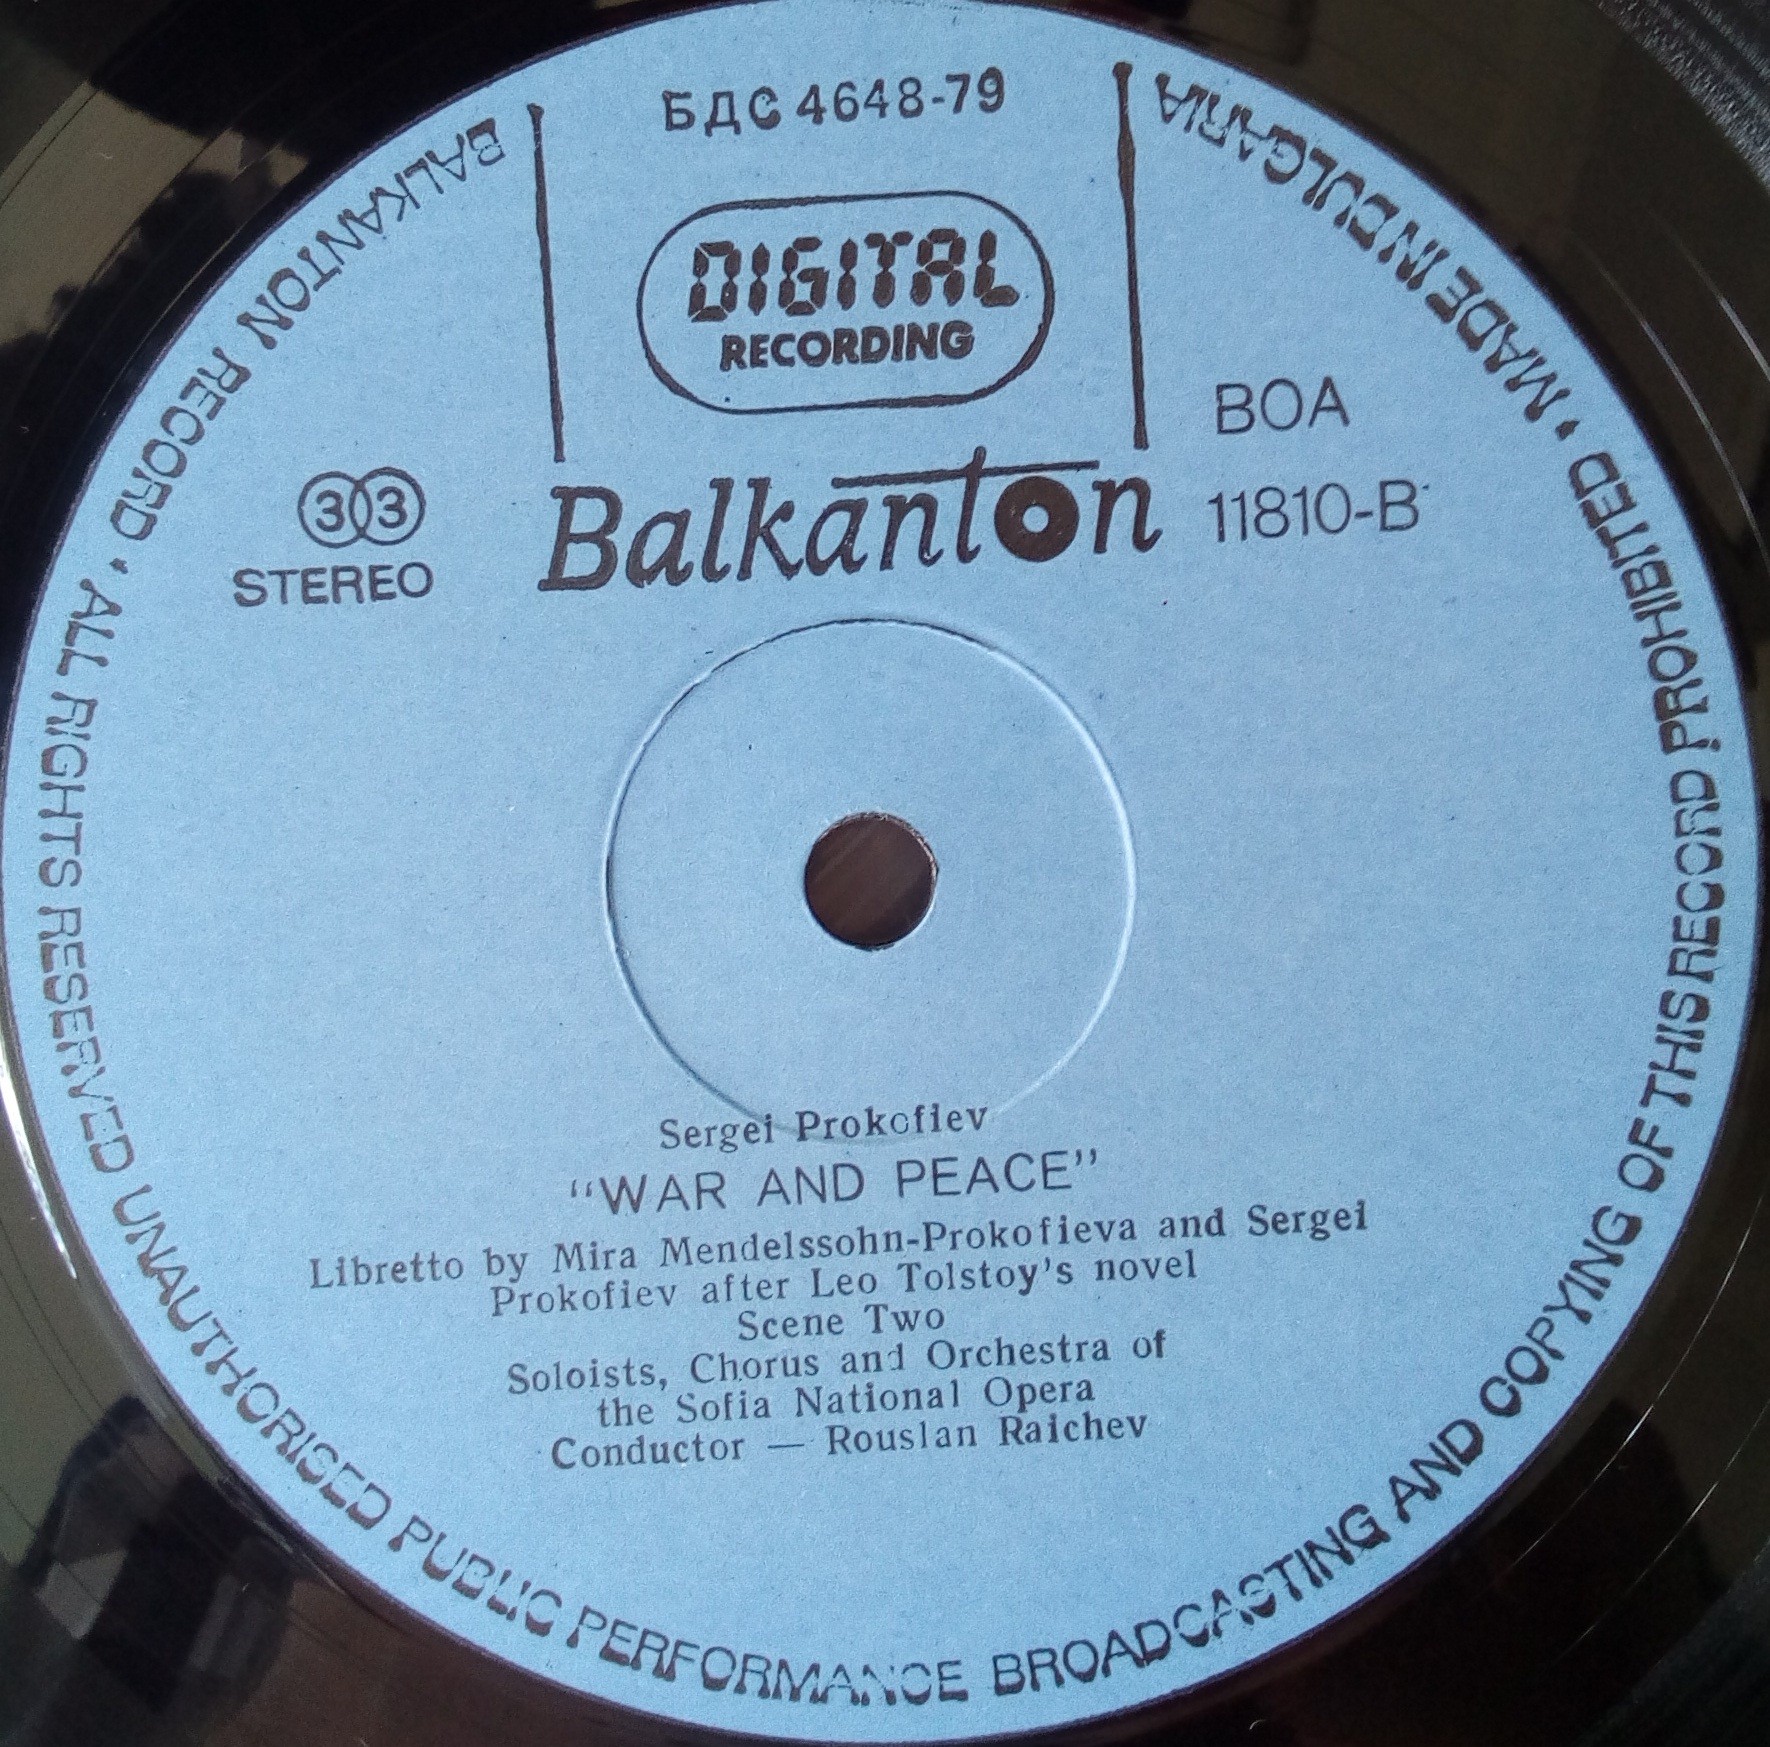 БДС 4648-79
DIGITAL
RECORDING
BOA
11810-B
33
STEREO
Balkanton
Sergei Prokofiev
“WAR AND PEACE”
Libretto by Mira Mendelssohn-Prokofieva and Sergei
Prokofiev after Leo Tolstoy's novel
Scene Two
Soloists, Chorus and Orchestra of
the Sofia National Opera
Conductor — Rouslan Raichev
BALKANTON RECORD · ALL RIGHTS RESERVED UNAUTHORISED PUBLIC PERFORMANCE BROADCASTING AND COPYING OF THIS RECORD PROHIBITED · MADE IN BULGARIA